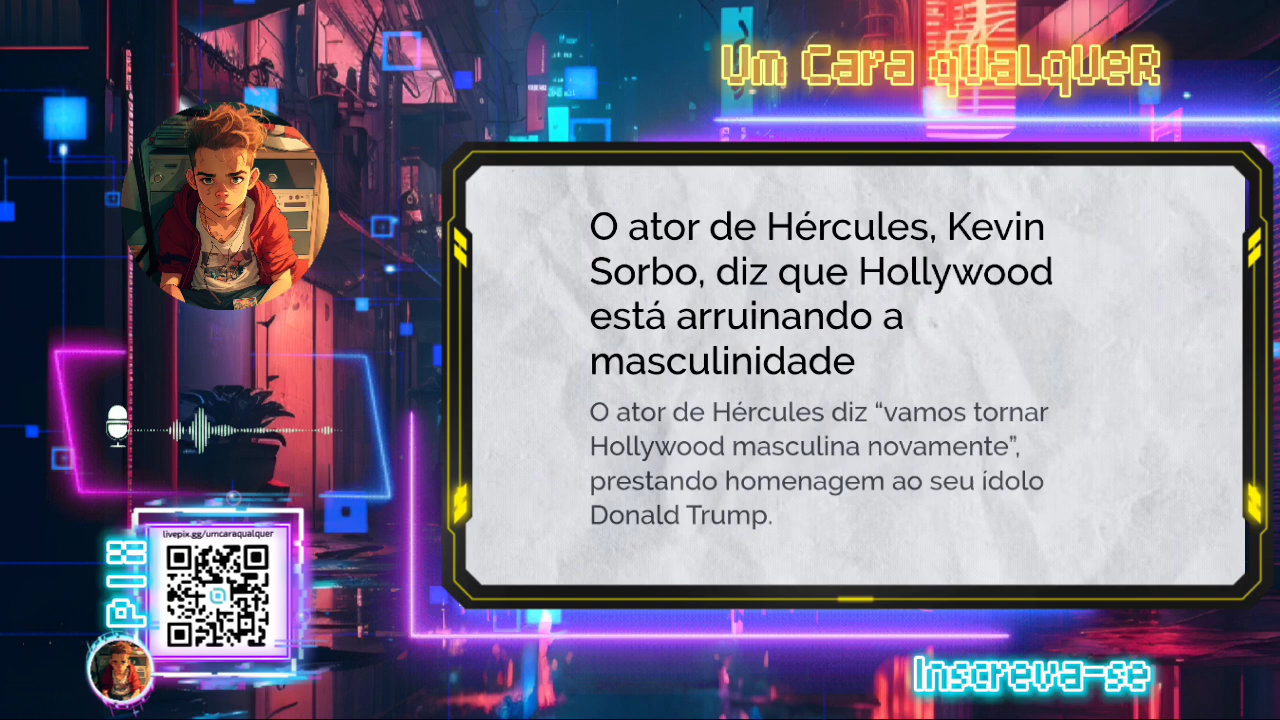 Um Cara qUaLqUeR
O ator de Hércules, Kevin
Sorbo, diz que Hollywood
está arruinando a
masculinidade
O ator de Hércules diz “vamos tornar
Hollywood masculina novamente”,
prestando homenagem ao seu ídolo
Donald Trump.
livepix.gg/umcaraqualquer
PIX
Inscreva-se